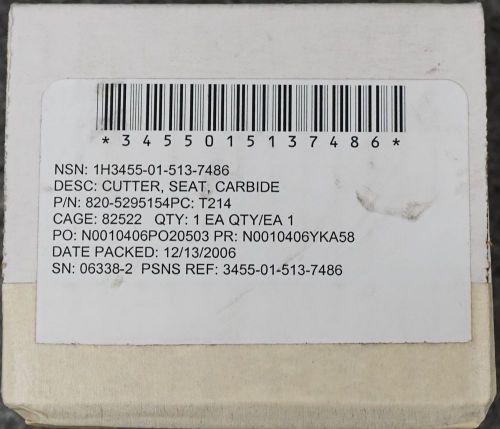 *3455015137486*
NSN: 1H3455-01-513-7486
DESC: CUTTER, SEAT, CARBIDE
P/N: 820-5295154PC: T214
CAGE: 82522 QTY: 1 EA QTY/EA 1
PO: N0010406PO20503 PR: N0010406YKA58
DATE PACKED: 12/13/2006
SN: 06338-2 PSNS REF: 3455-01-513-7486